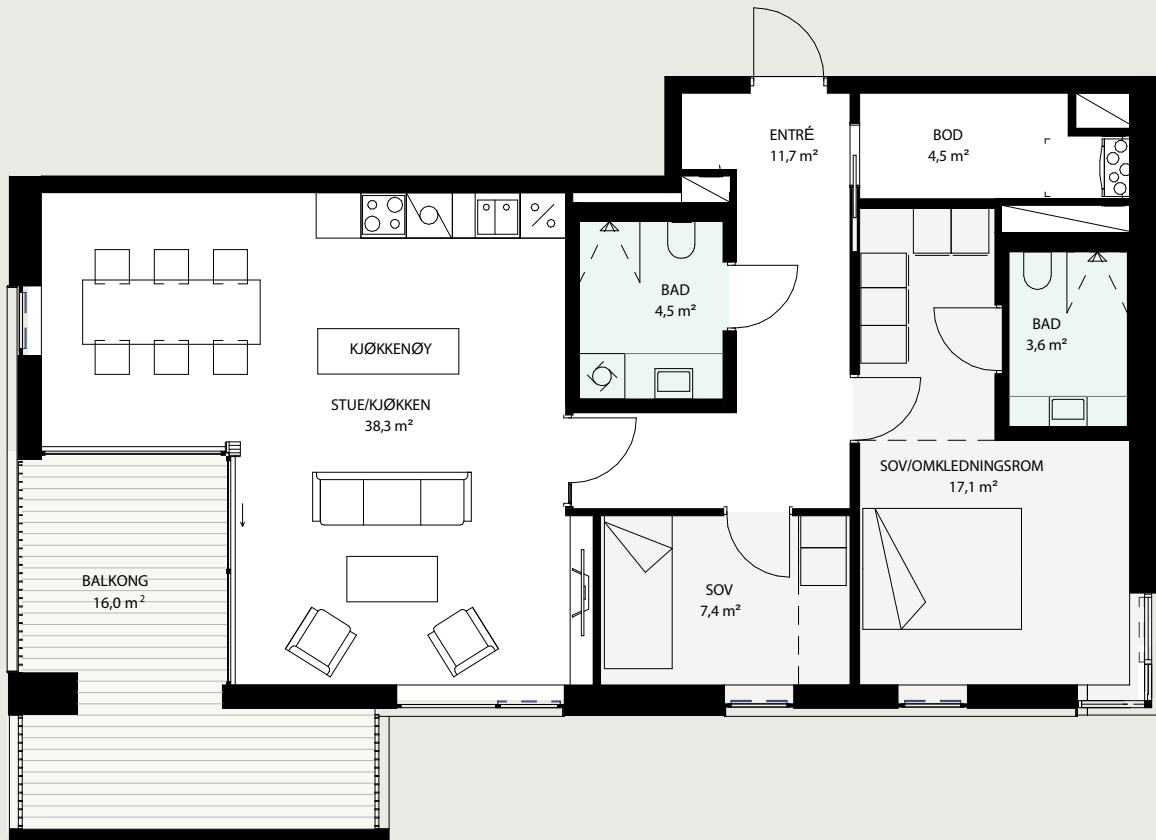 ENTRÉ
11,7 m²
BOD
4,5 m²
BAD
4,5 m²
BAD
3,6 m²
KJØKKENØY
STUE/KJØKKEN
38,3 m²
SOV/OMKLEDNINGSROM
17,1 m²
BALKONG
16,0 m²
SOV
7,4 m²